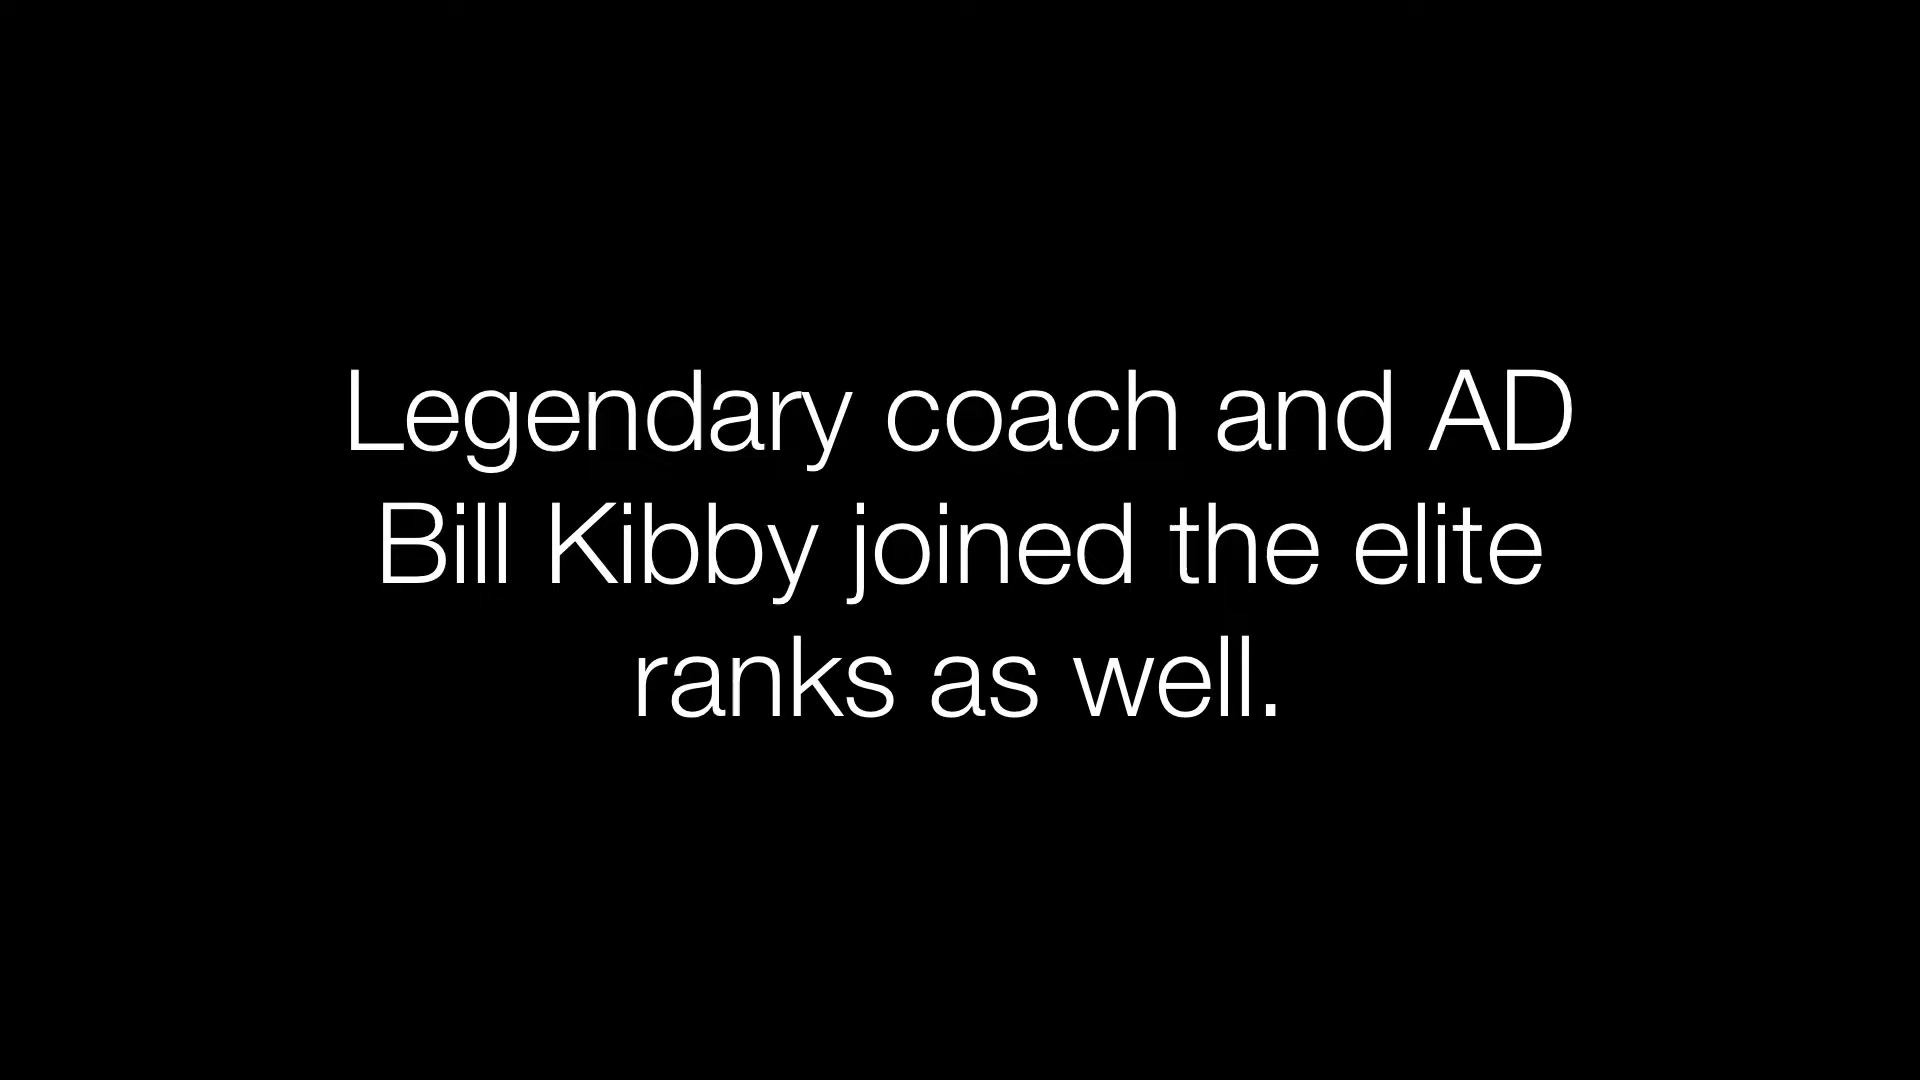 Legendary coach and AD
Bill Kibby joined the elite
ranks as well.